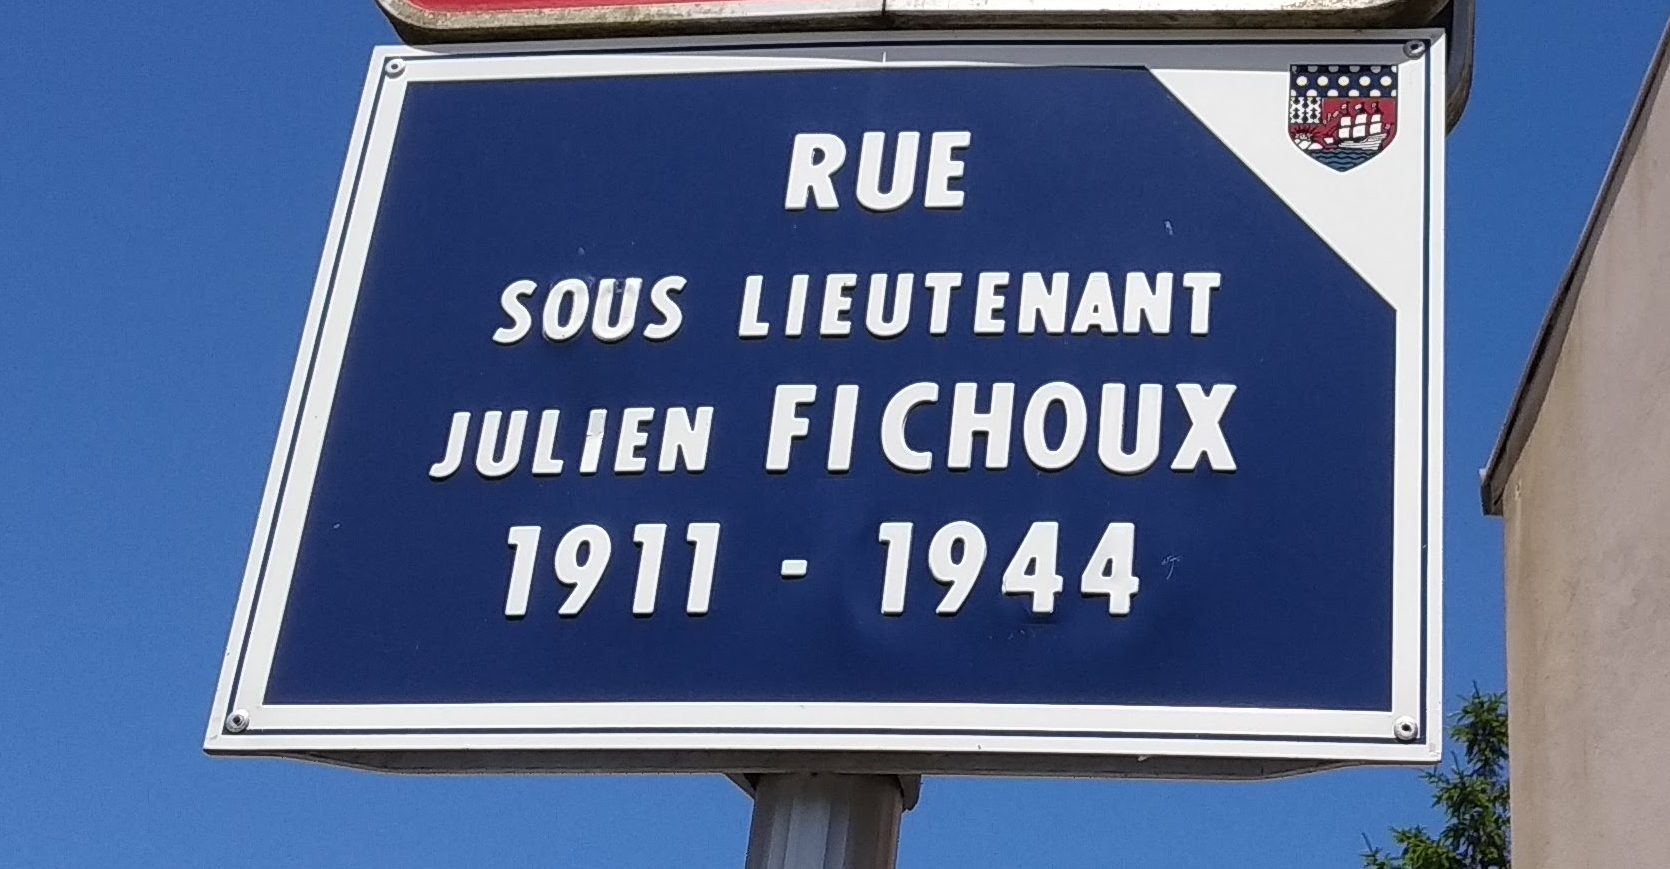 RUE
SOUS LIEUTENANT
JULIEN FICHOUX
1911 - 1944